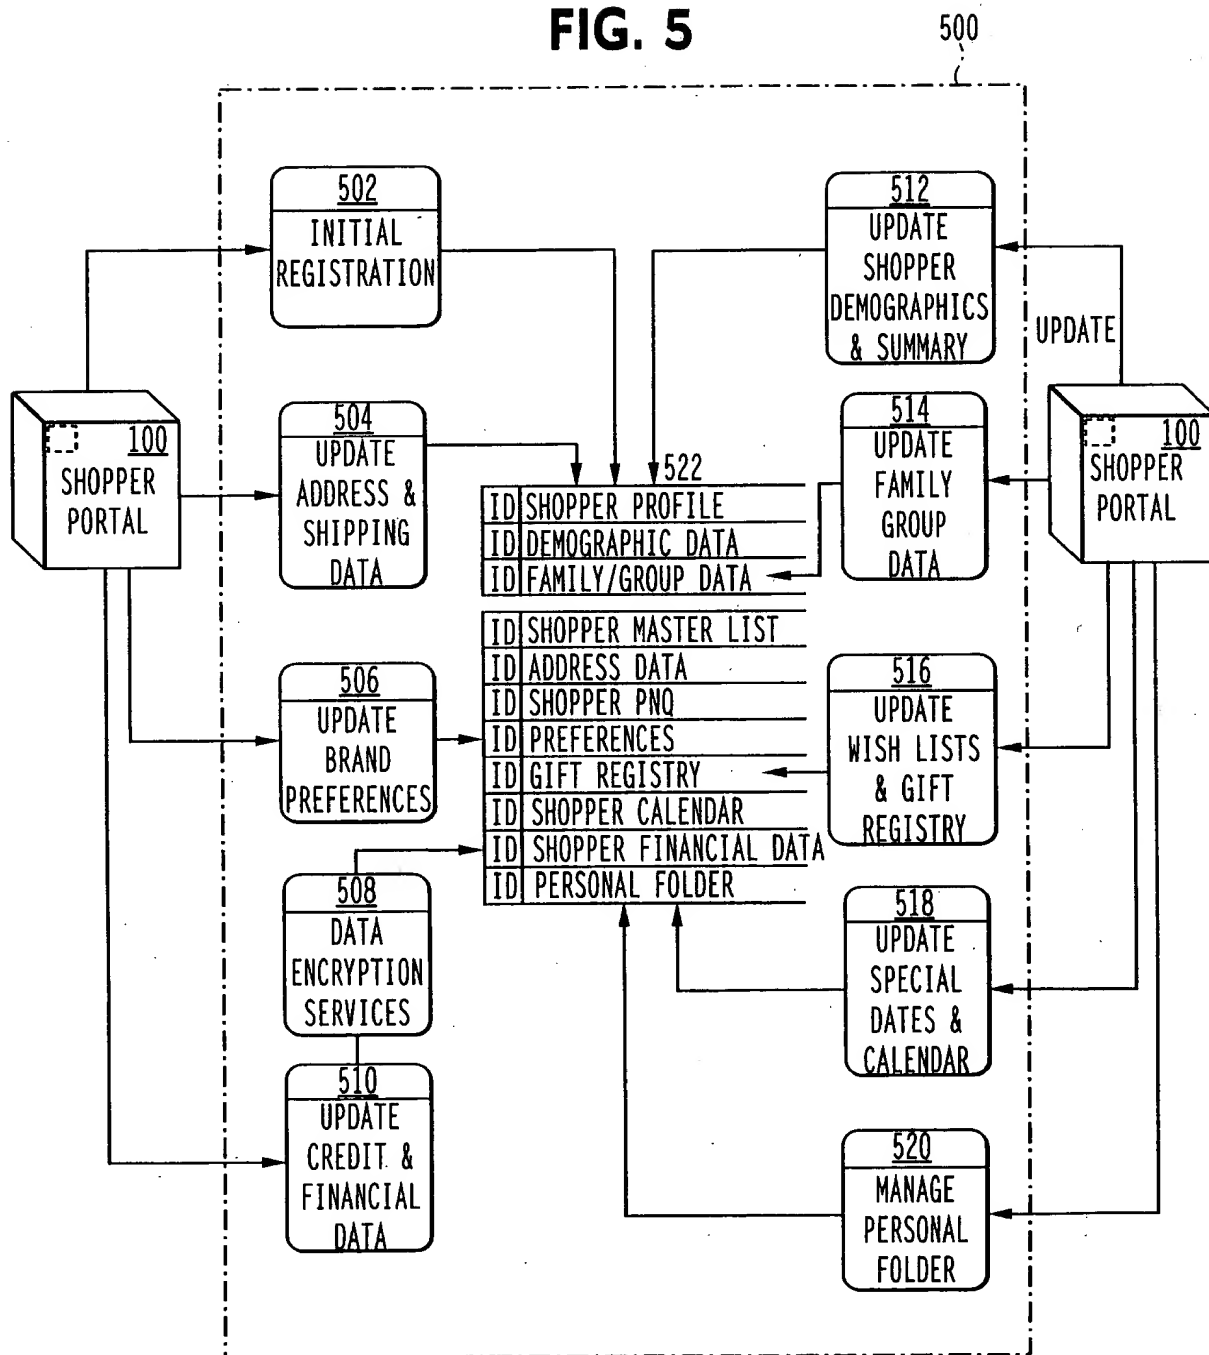 FIG. 5
500
502
INITIAL
REGISTRATION
512
UPDATE
SHOPPER
DEMOGRAPHICS
& SUMMARY
UPDATE
100
SHOPPER
PORTAL
504
UPDATE
ADDRESS &
SHIPPING
DATA
514
UPDATE
FAMILY
GROUP
DATA
100
SHOPPER
PORTAL
522
ID SHOPPER PROFILE
ID DEMOGRAPHIC DATA
ID FAMILY/GROUP DATA
ID SHOPPER MASTER LIST
ID ADDRESS DATA
ID SHOPPER PNQ
ID PREFERENCES
ID GIFT REGISTRY
ID SHOPPER CALENDAR
ID SHOPPER FINANCIAL DATA
ID PERSONAL FOLDER
506
UPDATE
BRAND
PREFERENCES
516
UPDATE
WISH LISTS
& GIFT
REGISTRY
508
DATA
ENCRYPTION
SERVICES
518
UPDATE
SPECIAL
DATES &
CALENDAR
510
UPDATE
CREDIT &
FINANCIAL
DATA
520
MANAGE
PERSONAL
FOLDER